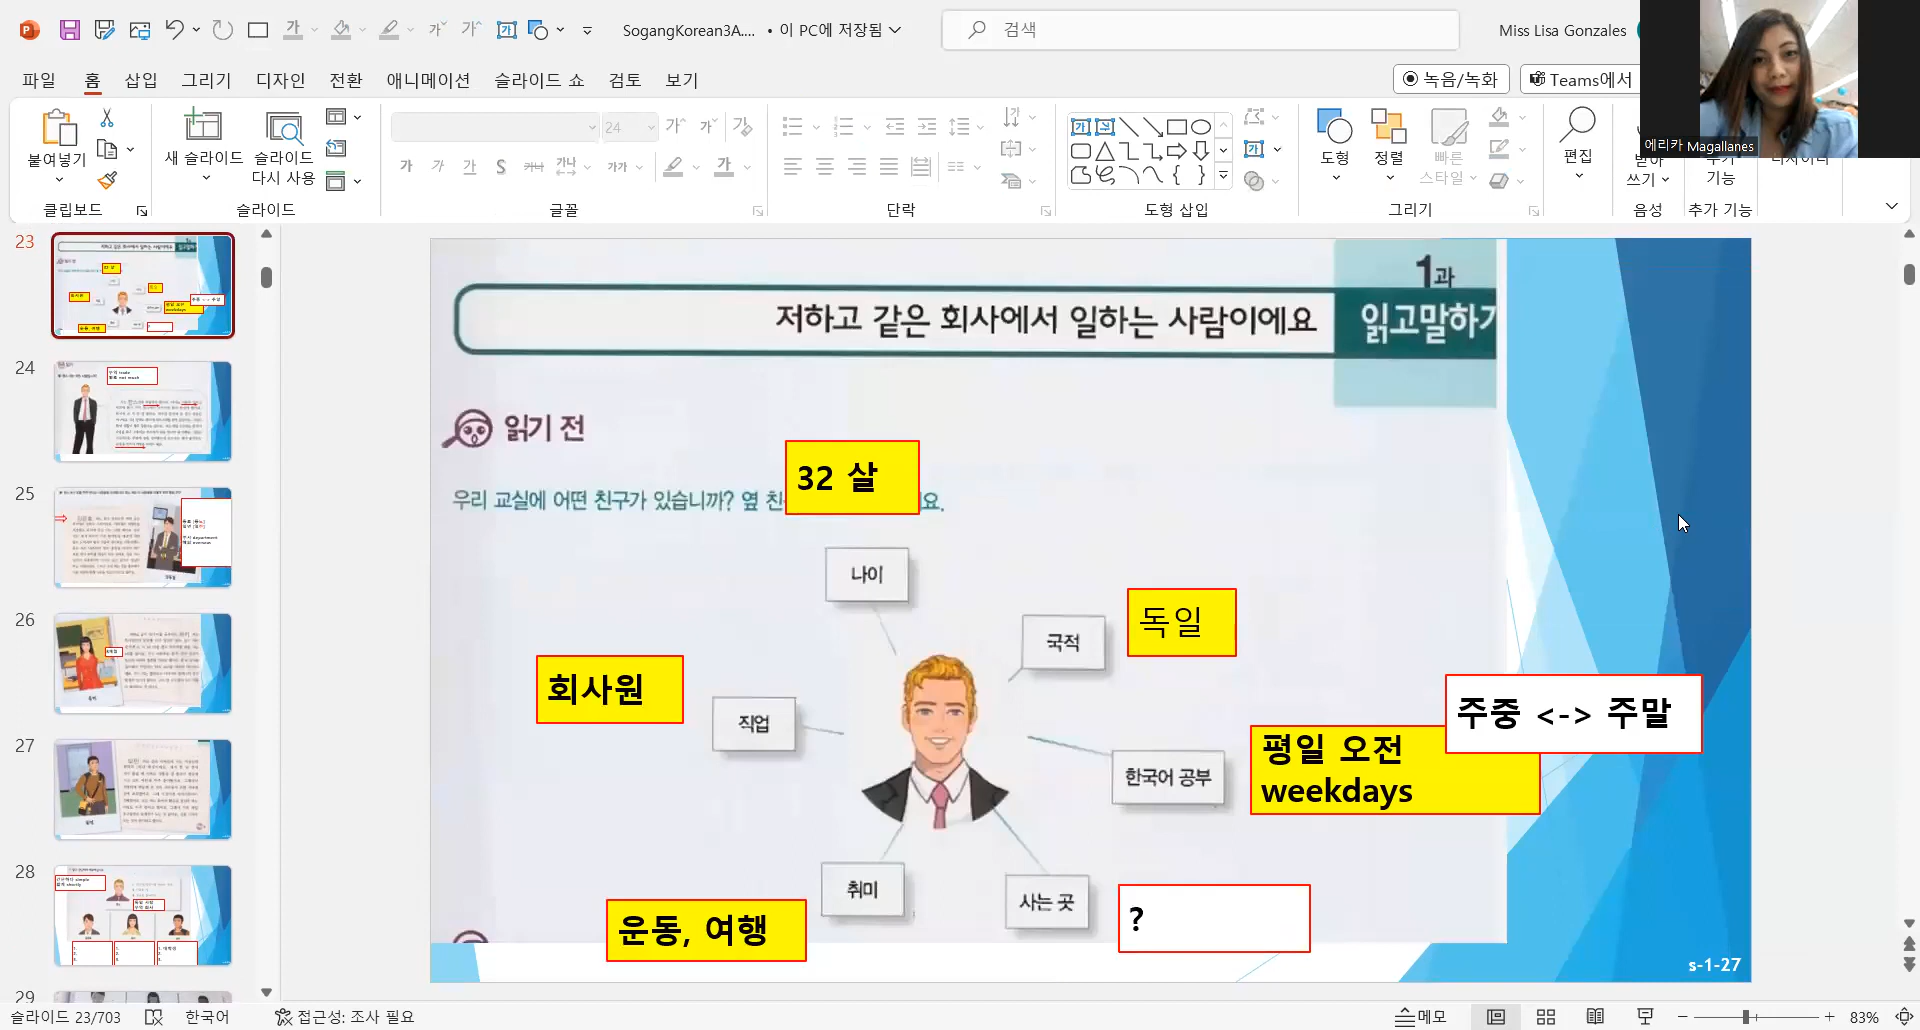 SogangKorean3A.... • 이 PC에 저장됨
검색
Miss Lisa Gonzales
파일 홈 삽입 그리기 디자인 전환 애니메이션 슬라이드 쇼 검토 보기
녹음/녹화
Teams에서
에리카 Magallanes
붙여넣기
새 슬라이드
슬라이드
다시 사용
24
가 가 가 S
도형
정렬
빠른
스타일
편집
쓰기
기능
클립보드
슬라이드
글꼴
단락
도형 삽입
그리기
음성
추가 기능
23
24
25
26
27
28
29
1과
저하고 같은 회사에서 일하는 사람이에요
읽고말하기
읽기 전
32 살
우리 교실에 어떤 친구가 있습니까? 옆 친
요.
나이
국적
독일
회사원
직업
주중 <-> 주말
한국어 공부
평일 오전
weekdays
취미
사는 곳
운동, 여행
?
s-1-27
슬라이드 23/703
한국어
접근성: 조사 필요
메모
83%